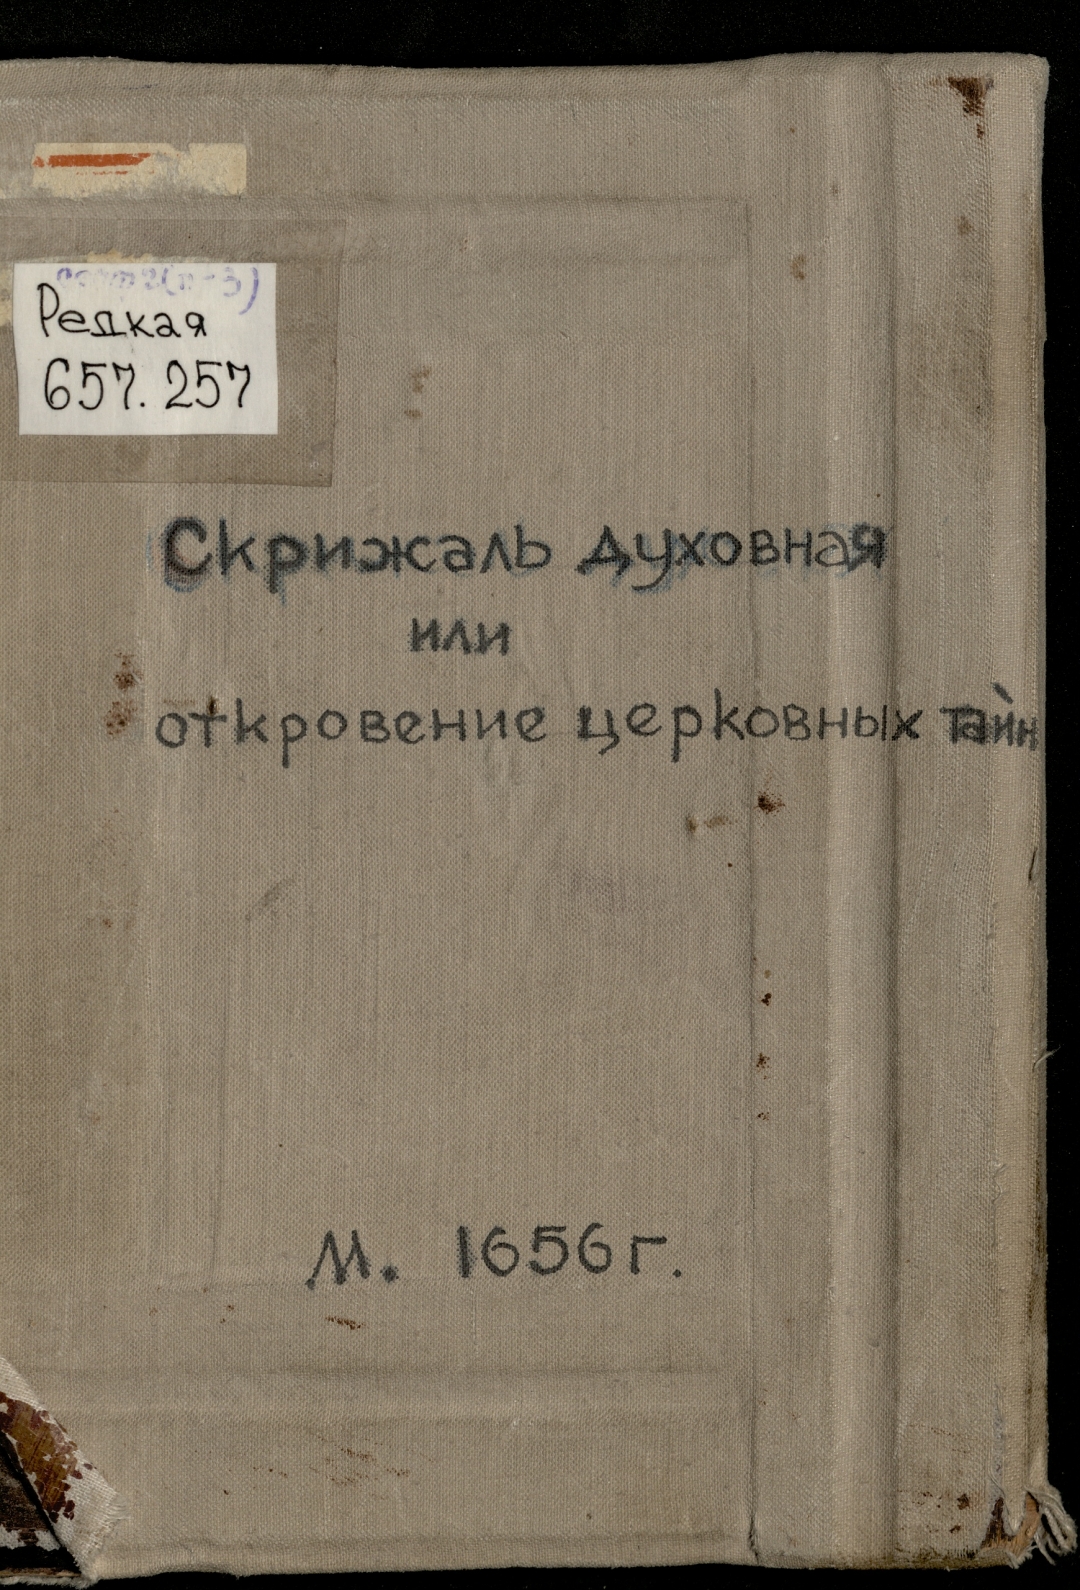 Редкая
657.257
Скрижаль духовная
или
откровение церковных тайн
М. 1656 г.